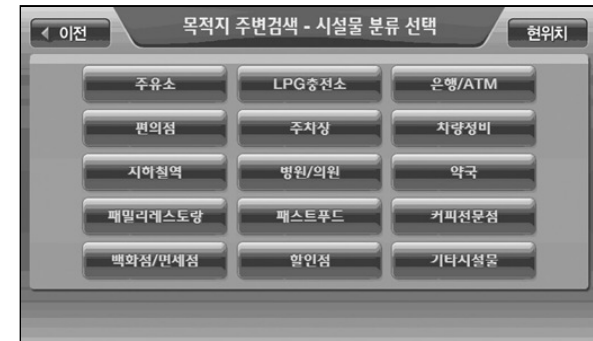 이전
목적지 주변검색 - 시설물 분류 선택
현위치
주유소
LPG충전소
은행/ATM
편의점
주차장
차량정비
지하철역
병원/의원
약국
패밀리레스토랑
패스트푸드
커피전문점
백화점/면세점
할인점
기타시설물